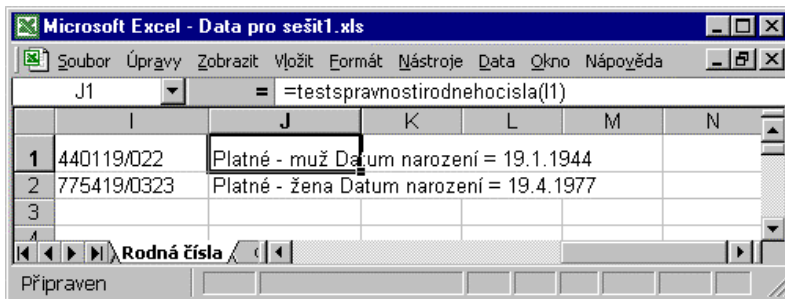 Microsoft Excel - Data pro sešit1.xls
Soubor Úpravy Zobrazit Vložit Formát Nástroje Data Okno Nápověda
J1 = =testspravnostirodnehocisla(I1)
I J K L M N
1 440119/022 Platné - muž Datum narození = 19.1.1944
2 775419/0323 Platné - žena Datum narození = 19.4.1977
3
4
Rodná čísla
Připraven